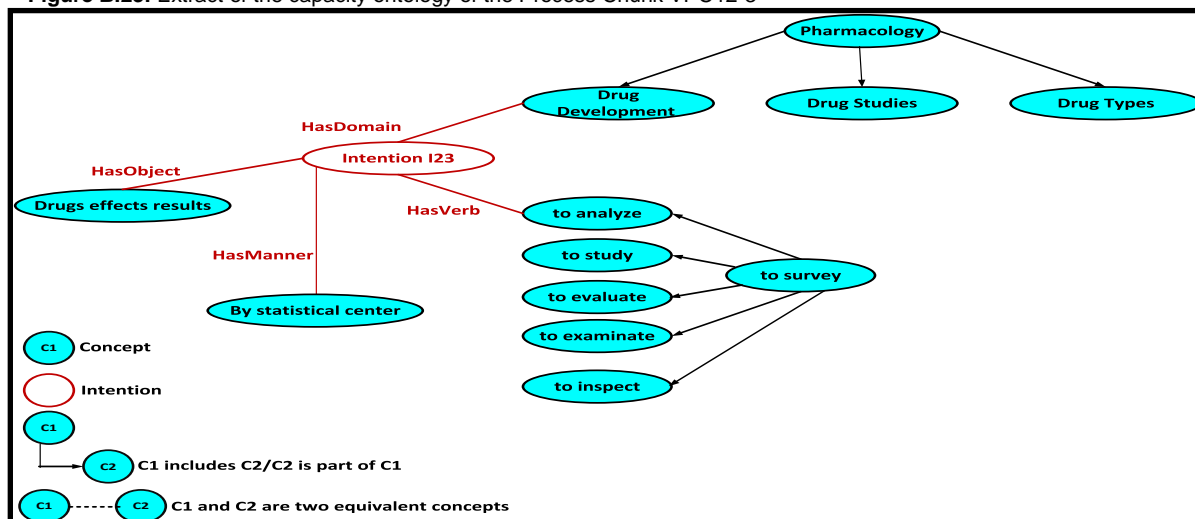 Pharmacology
Drug
Development
Drug Studies
Drug Types
HasDomain
Intention I23
HasObject
Drugs effects results
HasVerb
to analyze
HasManner
to study
to survey
to evaluate
By statistical center
to examinate
C1 Concept
to inspect
Intention
C1
C2 C1 includes C2/C2 is part of C1
C1 C2 C1 and C2 are two equivalent concepts